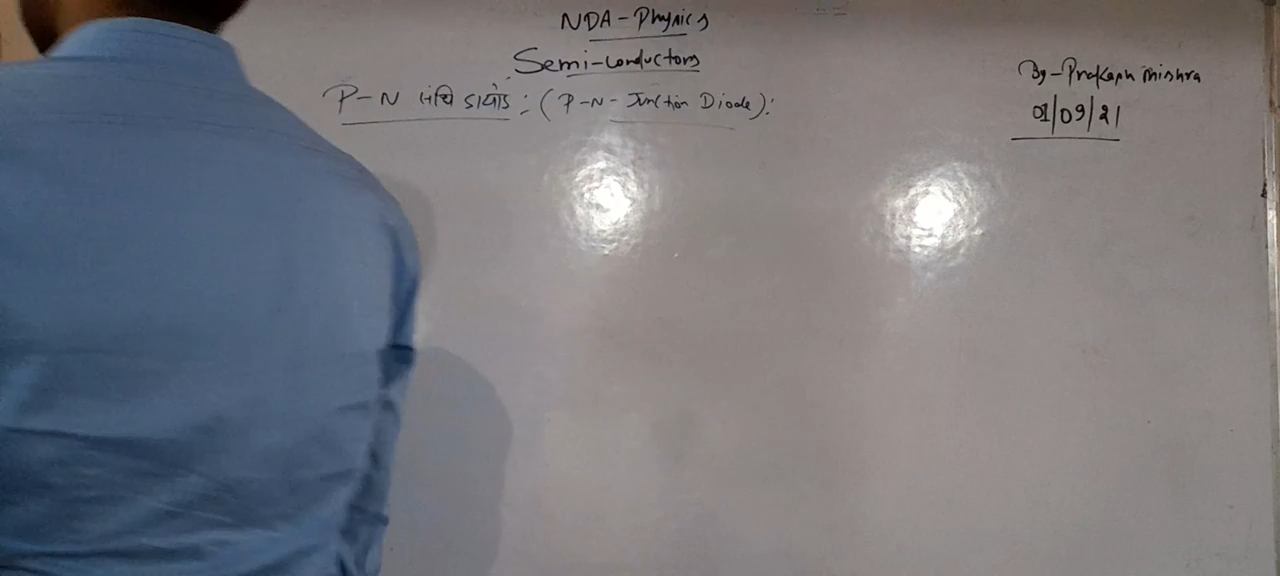 NDA-Physics
Semi-Conductors
P-N संधि डायोड :- (P-N-Junction Diode):
By-Prakash Mishra
01/09/21